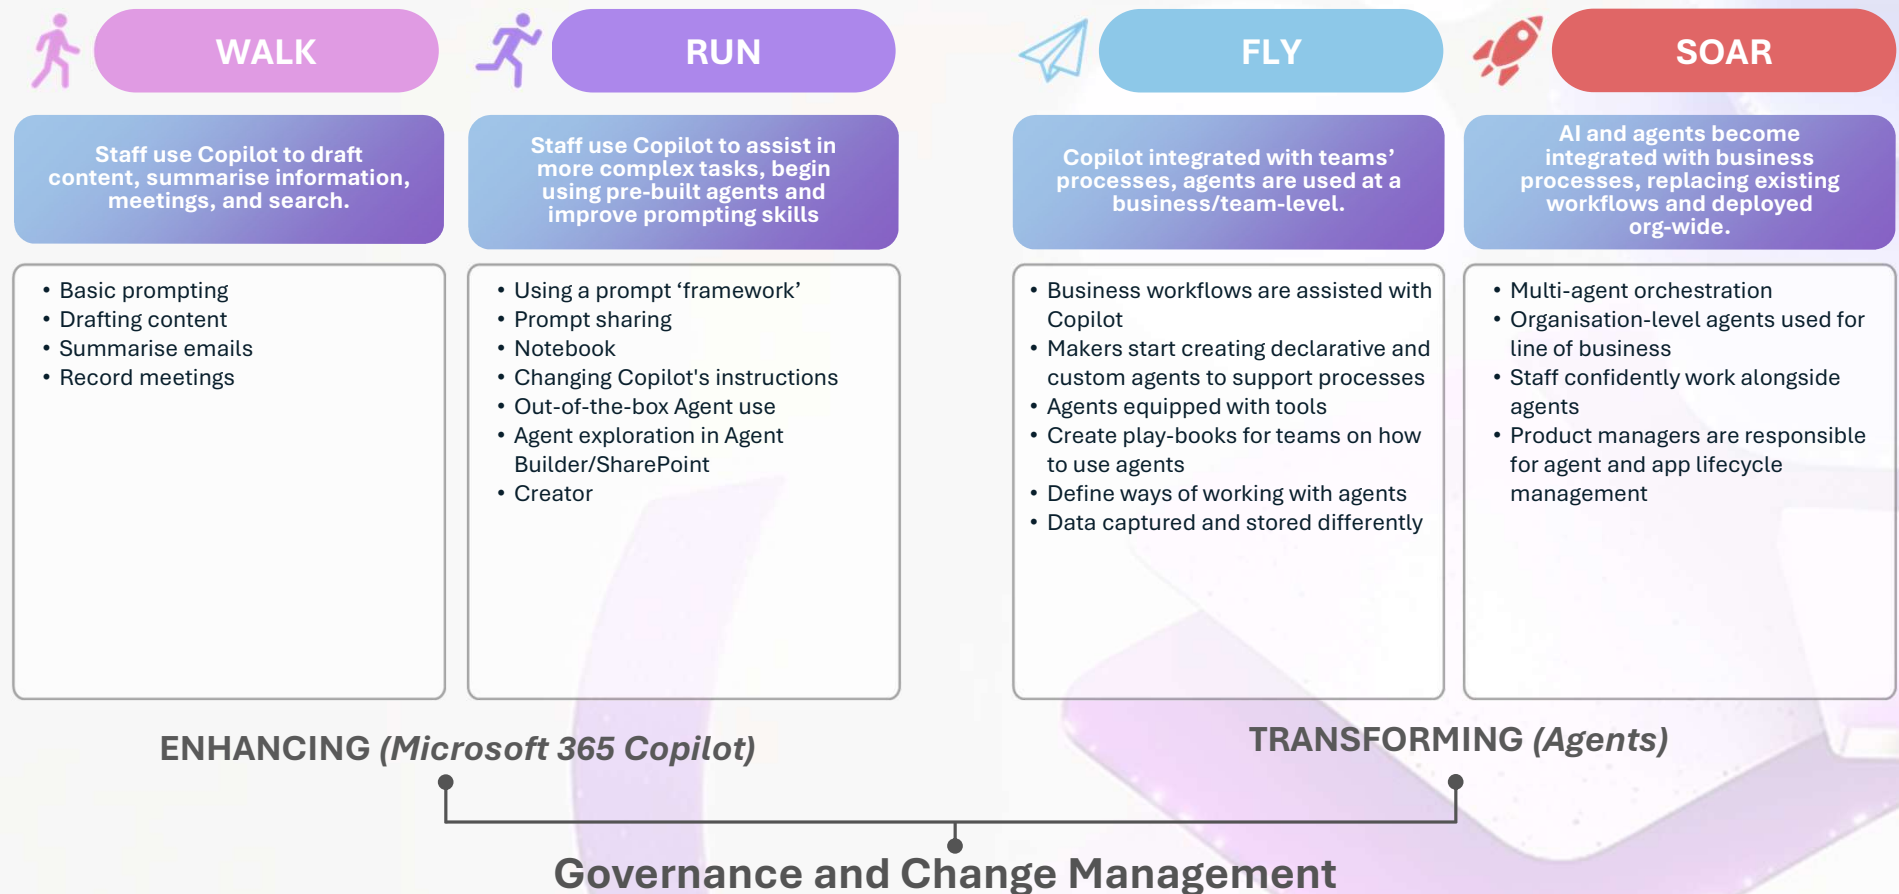 WALK
Staff use Copilot to draft
content, summarise information,
meetings, and search.
• Basic prompting
• Drafting content
• Summarise emails
• Record meetings
RUN
Staff use Copilot to assist in
more complex tasks, begin
using pre-built agents and
improve prompting skills
• Using a prompt ‘framework’
• Prompt sharing
• Notebook
• Changing Copilot's instructions
• Out-of-the-box Agent use
• Agent exploration in Agent
Builder/SharePoint
• Creator
FLY
Copilot integrated with teams’
processes, agents are used at a
business/team-level.
• Business workflows are assisted with
Copilot
• Makers start creating declarative and
custom agents to support processes
• Agents equipped with tools
• Create play-books for teams on how
to use agents
• Define ways of working with agents
• Data captured and stored differently
SOAR
AI and agents become
integrated with business
processes, replacing existing
workflows and deployed
org-wide.
• Multi-agent orchestration
• Organisation-level agents used for
line of business
• Staff confidently work alongside
agents
• Product managers are responsible
for agent and app lifecycle
management
ENHANCING (Microsoft 365 Copilot)
TRANSFORMING (Agents)
Governance and Change Management